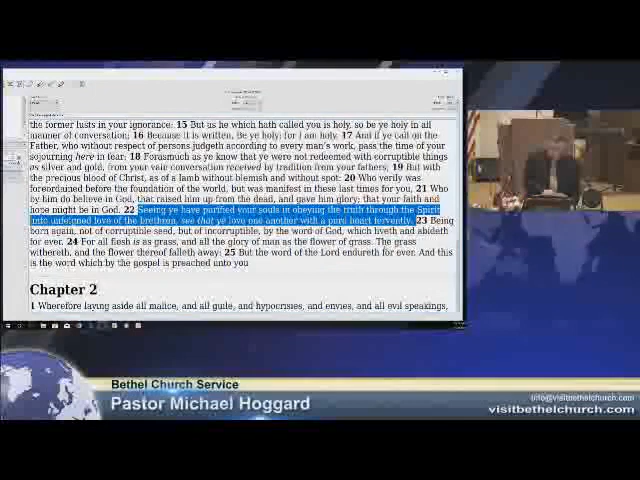 the former lusts in your ignorance: 15 But as he which hath called you is holy, so be ye holy in all
manner of conversation; 16 Because it is written, Be ye holy; for I am holy. 17 And if ye call on the
Father, who without respect of persons judgeth according to every man's work, pass the time of your
sojourning here in fear: 18 Forasmuch as ye know that ye were not redeemed with corruptible things
as silver and gold, from your vain conversation received by tradition from your fathers; 19 But with
the precious blood of Christ, as of a lamb without blemish and without spot: 20 Who verily was
foreordained before the foundation of the world, but was manifest in these last times for you, 21 Who
by him do believe in God, that raised him up from the dead, and gave him glory; that your faith and
hope might be in God. 22 Seeing ye have purified your souls in obeying the truth through the Spirit
unto unfeigned love of the brethren, see that ye love one another with a pure heart fervently: 23 Being
born again, not of corruptible seed, but of incorruptible, by the word of God, which liveth and abideth
for ever. 24 For all flesh is as grass, and all the glory of man as the flower of grass. The grass
withereth, and the flower thereof falleth away: 25 But the word of the Lord endureth for ever. And this
is the word which by the gospel is preached unto you
Chapter 2
1 Wherefore laying aside all malice, and all guile, and hypocrisies, and envies, and all evil speakings,
Bethel Church Service
Pastor Michael Hoggard
info@visitbethelchurch.com
visitbethelchurch.com